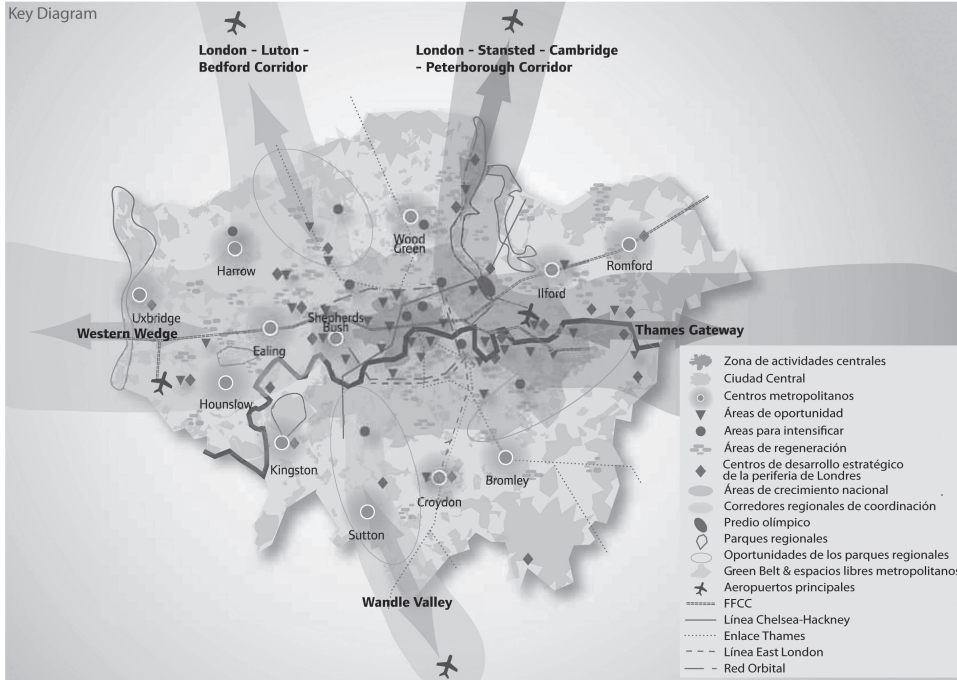 Key Diagram
London - Luton -
Bedford Corridor
London - Stansted - Cambridge
- Peterborough Corridor
Wood
Green
Harrow
Romford
Ilford
Uxbridge
Shepherds
Bush
Western Wedge
Thames Gateway
Ealing
Hounslow
Kingston
Bromley
Croydon
Sutton
Wandle Valley
Zona de actividades centrales
Ciudad Central
Centros metropolitanos
Áreas de oportunidad
Areas para intensificar
Áreas de regeneración
Centros de desarrollo estratégico
de la periferia de Londres
Áreas de crecimiento nacional
Corredores regionales de coordinación
Predio olímpico
Parques regionales
Oportunidades de los parques regionales
Green Belt & espacios libres metropolitanos
Aeropuertos principales
FFCC
Línea Chelsea-Hackney
Enlace Thames
Línea East London
Red Orbital